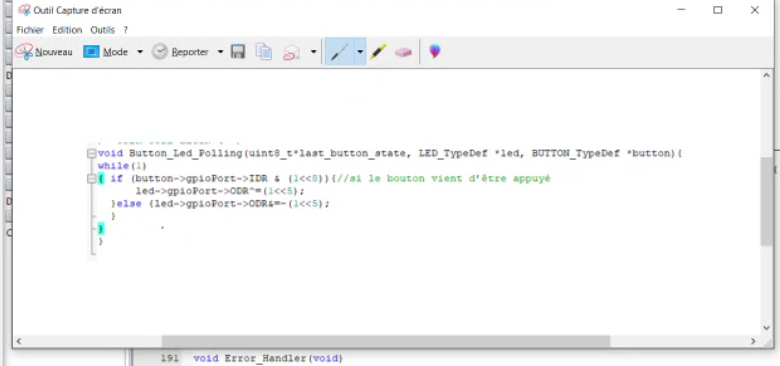 Outil Capture d'écran
Fichier Edition Outils ?
Nouveau Mode Reporter
void Button_Led_Polling(uint8_t*last_button_state, LED_TypeDef *led, BUTTON_TypeDef *button){
while(1)
{ if (button->gpioPort->IDR & (1<<8)){//si le bouton vient d'être appuyé
led->gpioPort->ODR^=(1<<5);
}else {led->gpioPort->ODR&=~(1<<5);
}
}
}
191 void Error_Handler(void)